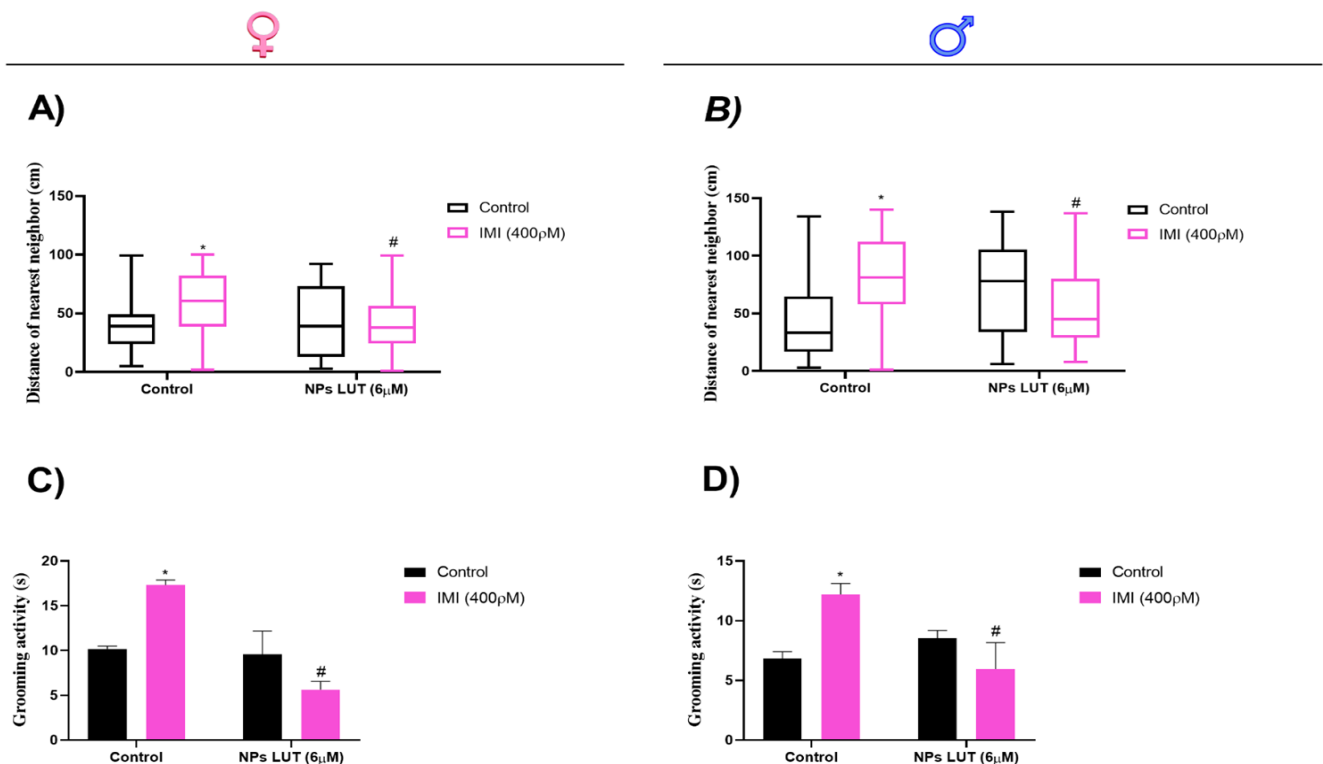 ♀
♂
A)
Distance of nearest neighbor (cm)
150
100
50
0
*
#
Control
NPs LUT (6μM)
Control
IMI (400ρM)
B)
Distance of nearest neighbor (cm)
150
100
50
0
*
#
Control
NPs LUT (6μM)
Control
IMI (400ρM)
C)
Grooming activity (s)
20
15
10
5
0
*
#
Control
NPs LUT (6μM)
Control
IMI (400ρM)
D)
Grooming activity (s)
15
10
5
0
*
#
Control
NPs LUT (6μM)
Control
IMI (400ρM)